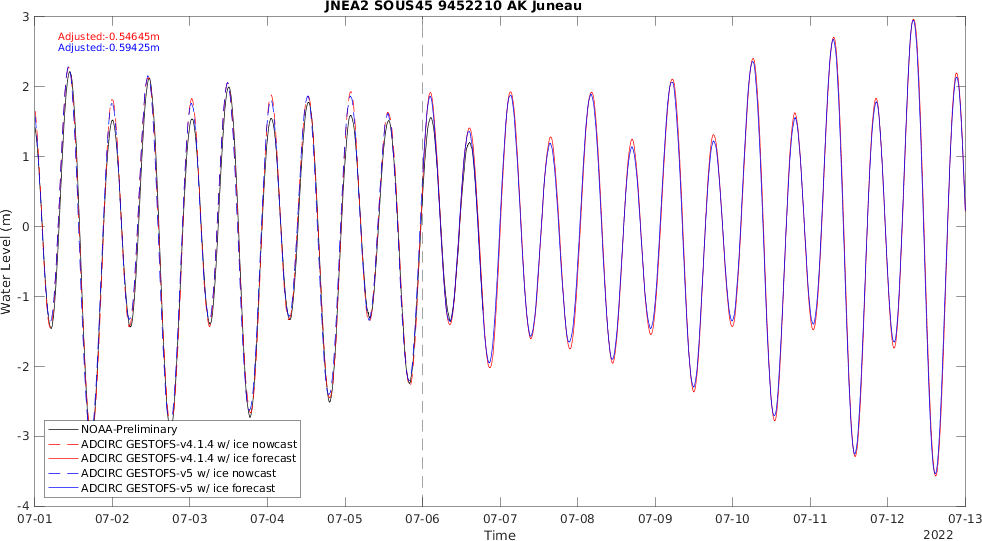 JNEA2 SOUS45 9452210 AK Juneau
Adjusted:-0.54645m
Adjusted:-0.59425m
3
2
1
0
-1
-2
-3
-4
Water Level (m)
NOAA-Preliminary
ADCIRC GESTOFS-v4.1.4 w/ ice nowcast
ADCIRC GESTOFS-v4.1.4 w/ ice forecast
ADCIRC GESTOFS-v5 w/ ice nowcast
ADCIRC GESTOFS-v5 w/ ice forecast
07-01 07-02 07-03 07-04 07-05 07-06 07-07 07-08 07-09 07-10 07-11 07-12 07-13
Time
2022